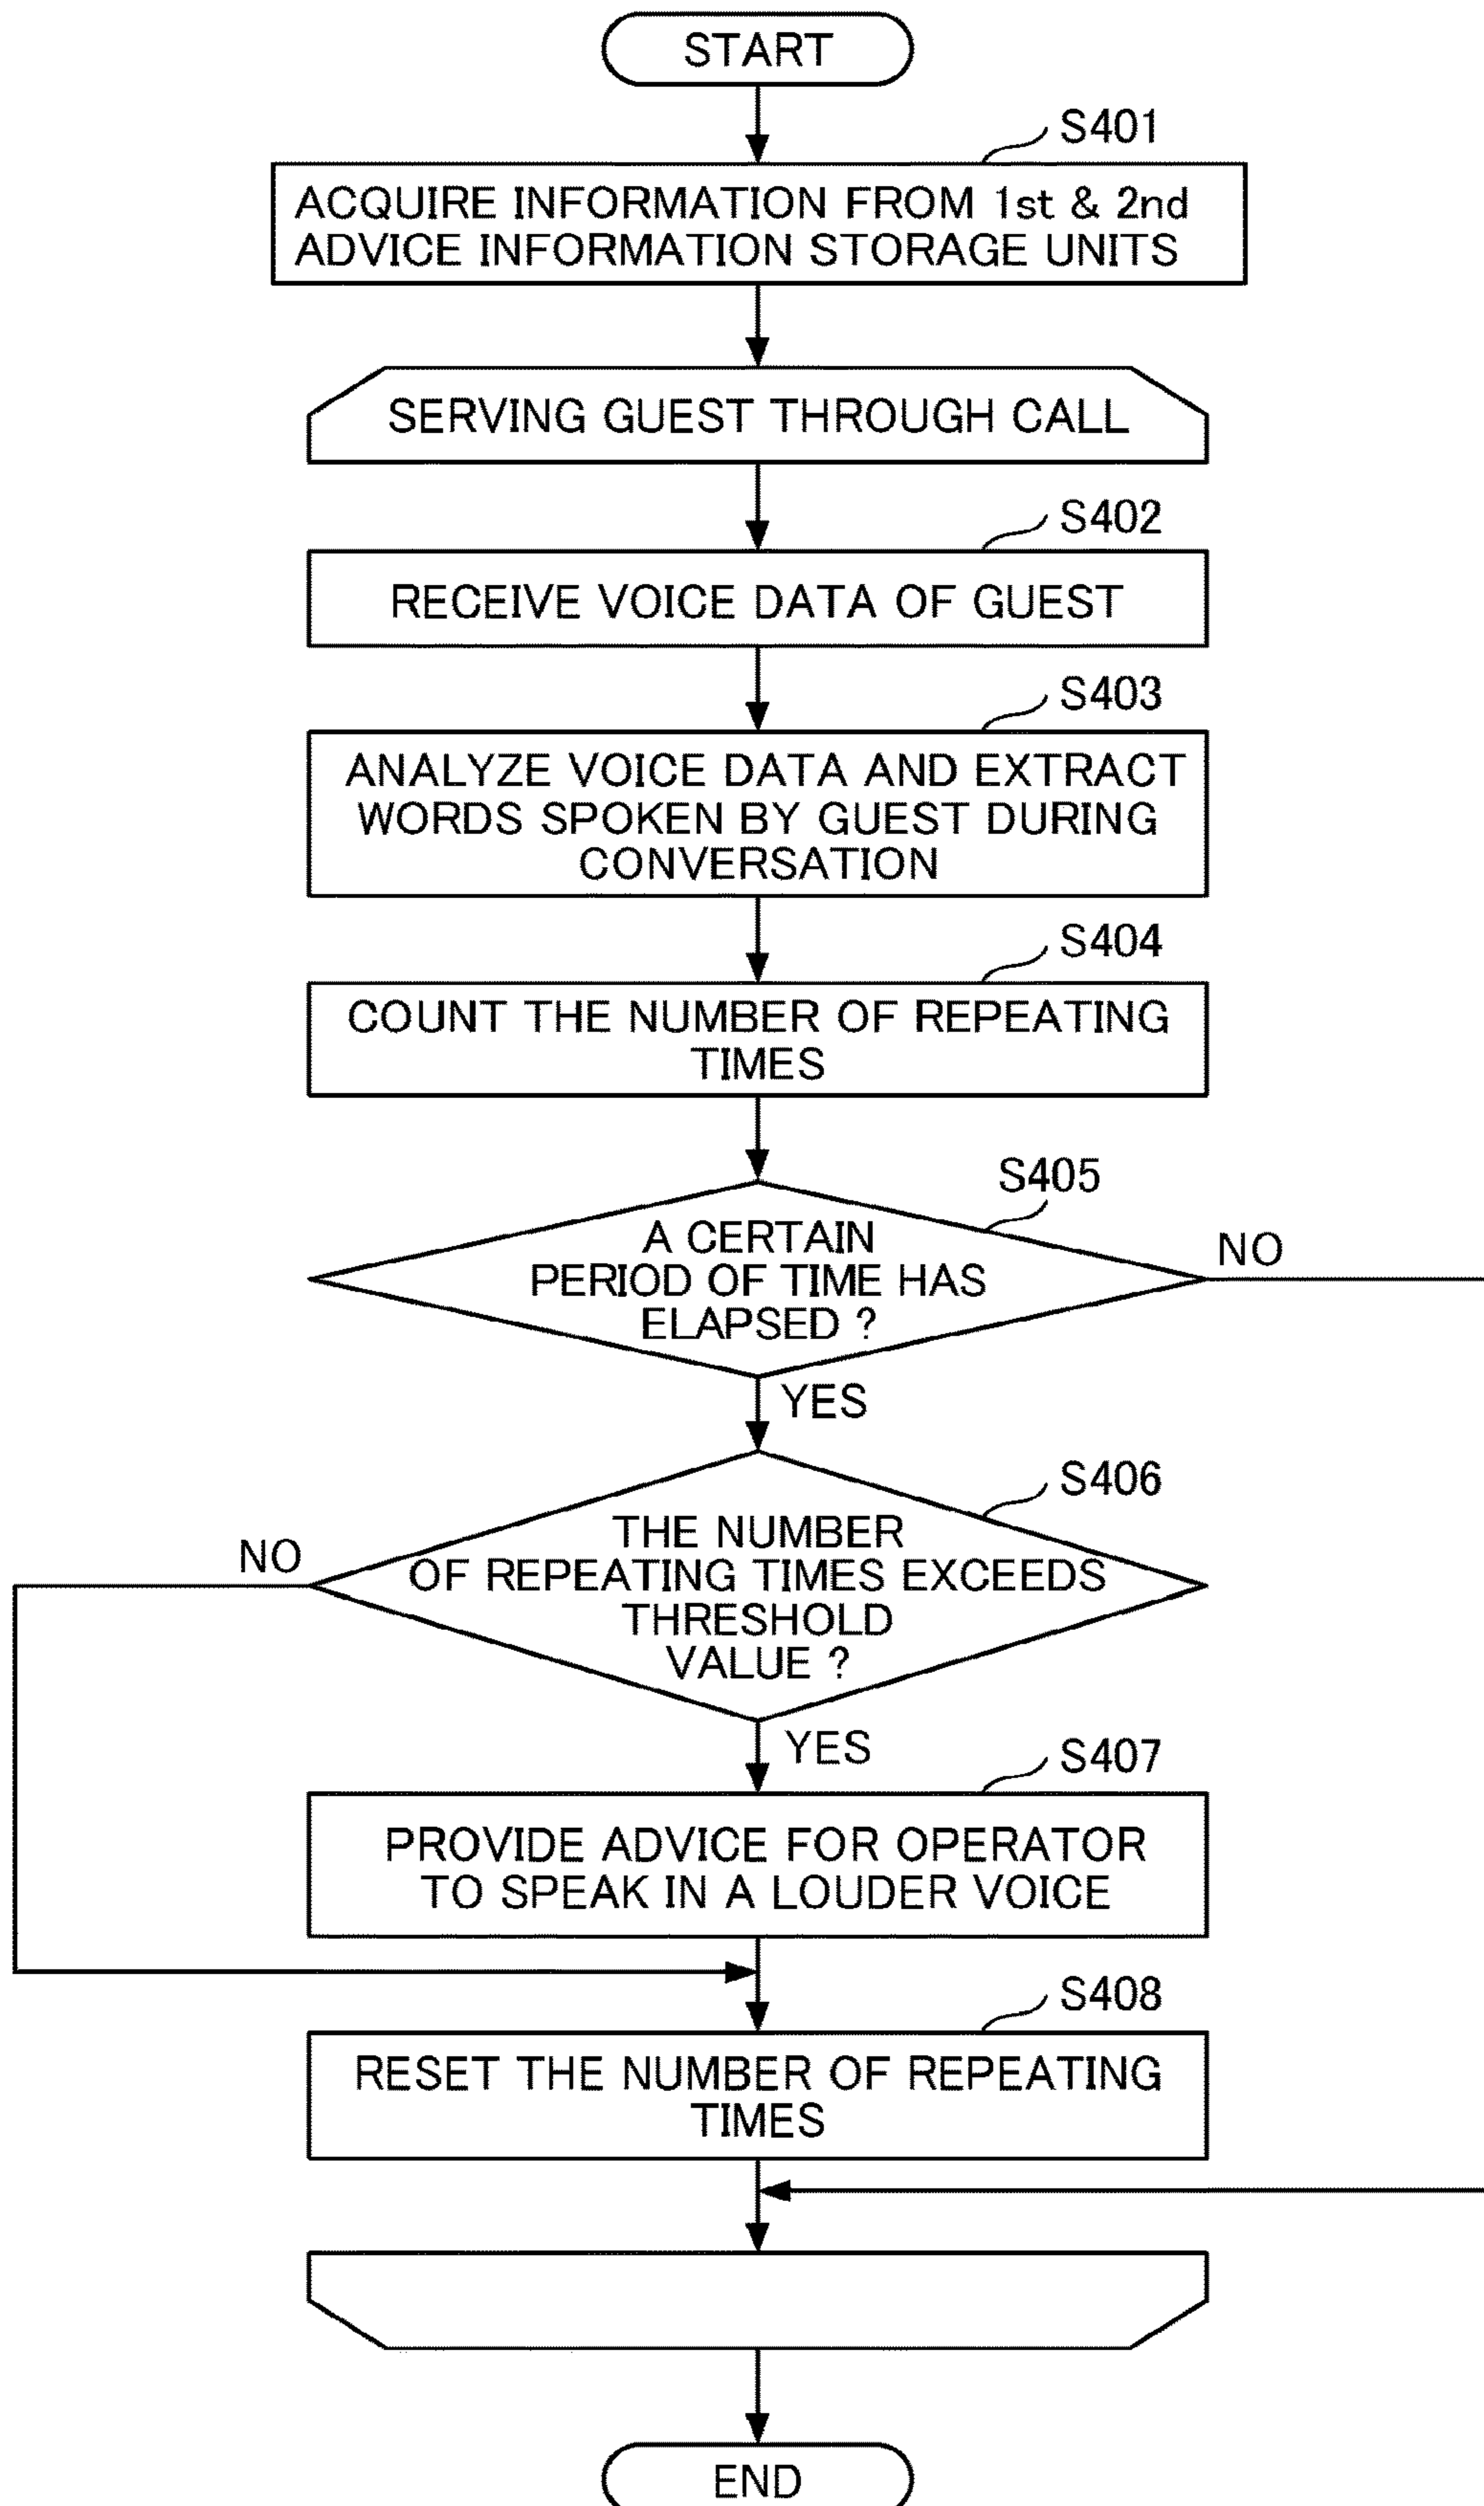 START
S401
ACQUIRE INFORMATION FROM 1st & 2nd
ADVICE INFORMATION STORAGE UNITS
SERVING GUEST THROUGH CALL
S402
RECEIVE VOICE DATA OF GUEST
S403
ANALYZE VOICE DATA AND EXTRACT
WORDS SPOKEN BY GUEST DURING
CONVERSATION
S404
COUNT THE NUMBER OF REPEATING
TIMES
S405
A CERTAIN
PERIOD OF TIME HAS
ELAPSED ?
NO
YES
S406
THE NUMBER
OF REPEATING TIMES EXCEEDS
THRESHOLD
VALUE ?
NO
YES
S407
PROVIDE ADVICE FOR OPERATOR
TO SPEAK IN A LOUDER VOICE
S408
RESET THE NUMBER OF REPEATING
TIMES
END